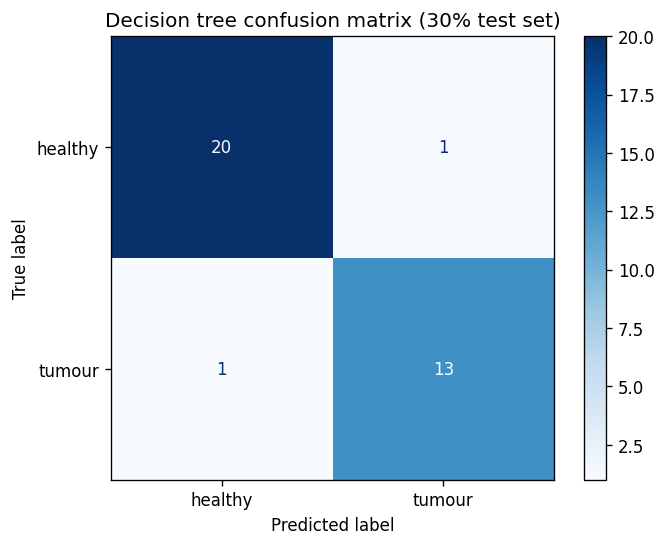 Decision tree confusion matrix (30% test set)
healthy
20
1
tumour
1
13
healthy
tumour
Predicted label
True label
20.0
17.5
15.0
12.5
10.0
7.5
5.0
2.5